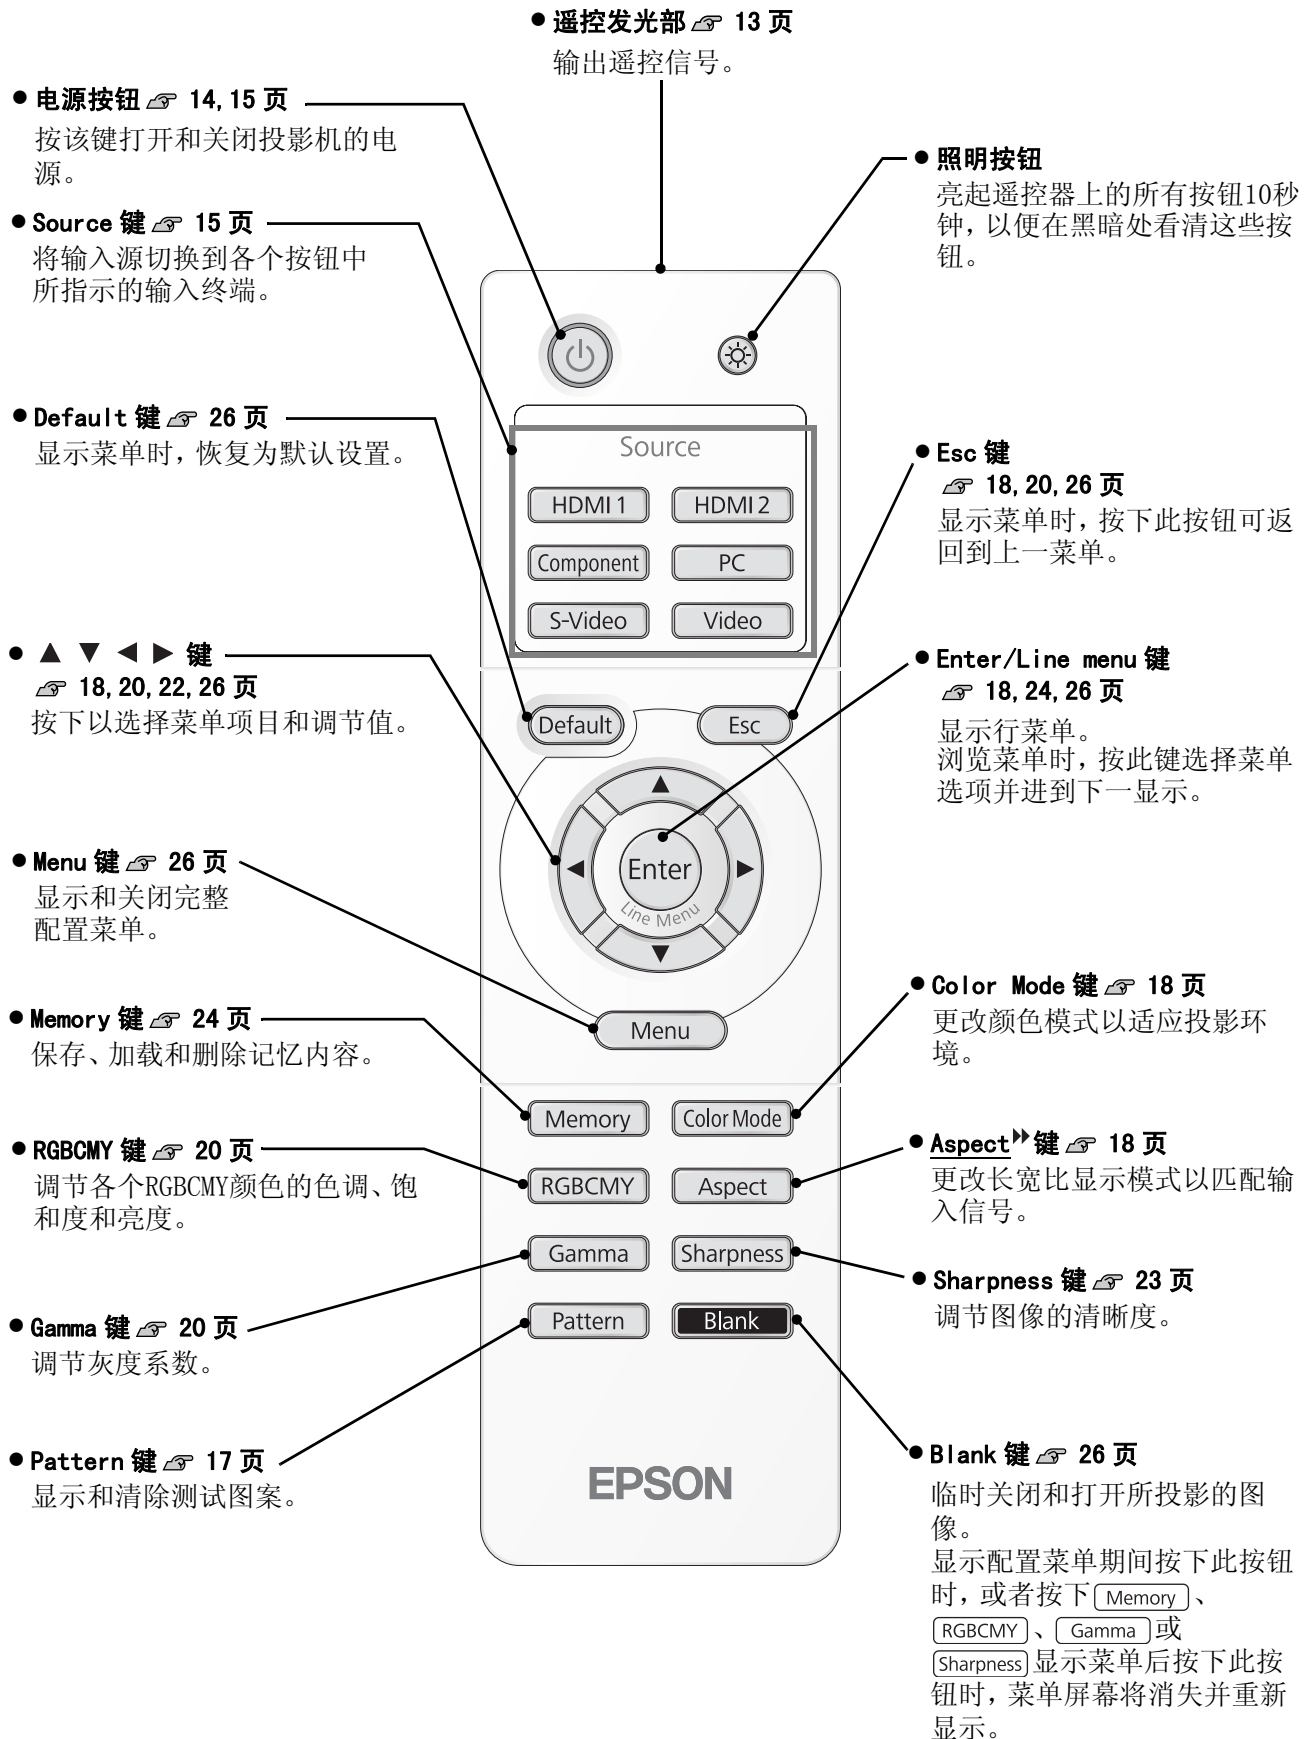 ● 遥控发光部 ☞ 13 页
输出遥控信号。
● 电源按钮 ☞ 14,15 页
按该键打开和关闭投影机的电
源。
● Source 键 ☞ 15 页
将输入源切换到各个按钮中
所指示的输入终端。
● Default 键 ☞ 26 页
显示菜单时,恢复为默认设置。
● ▲ ▼ ◀ ▶ 键
☞ 18,20,22,26 页
按下以选择菜单项目和调节值。
● Menu 键 ☞ 26 页
显示和关闭完整
配置菜单。
● Memory 键 ☞ 24 页
保存、加载和删除记忆内容。
● RGBCMY 键 ☞ 20 页
调节各个RGBCMY颜色的色调、饱
和度和亮度。
● Gamma 键 ☞ 20 页
调节灰度系数。
● Pattern 键 ☞ 17 页
显示和清除测试图案。
Source
HDMI 1 HDMI 2
Component PC
S-Video Video
Default Esc
▲
◀ Enter ▶
Line Menu
▼
Menu
Memory Color Mode
RGBCMY Aspect
Gamma Sharpness
Pattern Blank
EPSON
● 照明按钮
亮起遥控器上的所有按钮10秒
钟,以便在黑暗处看清这些按
钮。
● Esc 键
☞ 18,20,26 页
显示菜单时,按下此按钮可返
回到上一菜单。
● Enter/Line menu 键
☞ 18,24,26 页
显示行菜单。
浏览菜单时,按此键选择菜单
选项并进到下一显示。
● Color Mode 键 ☞ 18 页
更改颜色模式以适应投影环
境。
● Aspect▶▶键 ☞ 18 页
更改长宽比显示模式以匹配输
入信号。
● Sharpness 键 ☞ 23 页
调节图像的清晰度。
● Blank 键 ☞ 26 页
临时关闭和打开所投影的图
像。
显示配置菜单期间按下此按钮
时,或者按下 Memory 、
RGBCMY 、 Gamma 或
Sharpness 显示菜单后按下此按
钮时,菜单屏幕将消失并重新
显示。